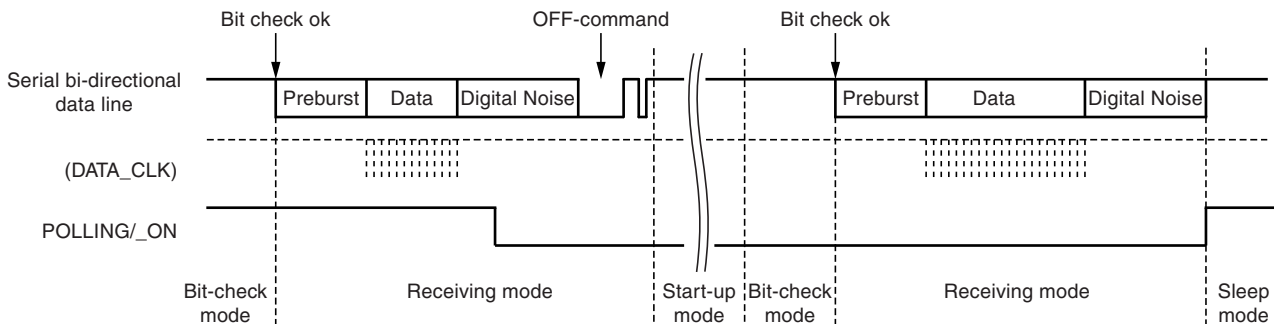 Bit check ok
OFF-command
Bit check ok
Serial bi-directional
data line
Preburst
Data
Digital Noise
Preburst
Data
Digital Noise
(DATA_CLK)
POLLING/_ON
Bit-check
mode
Receiving mode
Start-up
mode
Bit-check
mode
Receiving mode
Sleep
mode